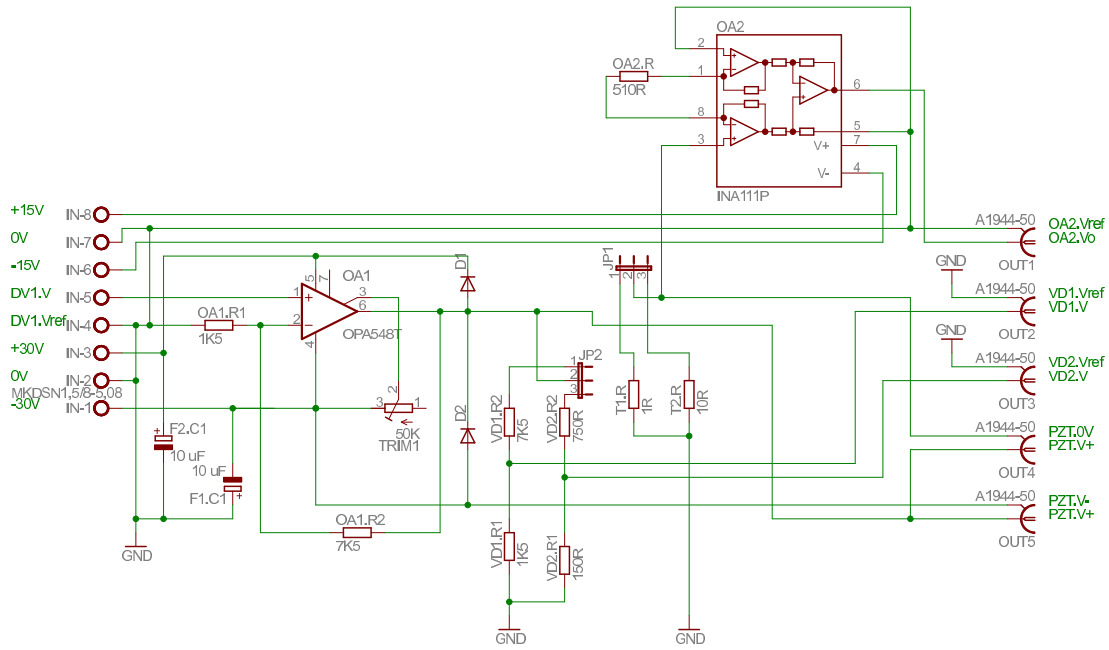 OA2
2
1
8
3
6
5
7
4
V+
V-
INA111P
OA2.R
510R
+15V IN-8
0V IN-7
-15V IN-6
DV1.V IN-5
DV1.Vref IN-4
+30V IN-3
0V IN-2
MKDSN1,5/8-5,08
-30V IN-1
OA1.R1
1K5
OA1
OPA548T
1
2
5
7
3
6
4
D1
D2
3
2
1
50K
TRIM1
F2.C1
10 uF
10 uF
F1.C1
GND
OA1.R2
7K5
JP1
1
2
3
JP2
1
2
3
VD1.R2
7K5
VD2.R2
750R
T1.R
1R
T2.R
10R
VD1.R1
1K5
VD2.R1
150R
GND
GND
A1944-50
OA2.Vref
OA2.Vo
OUT1
GND
A1944-50
VD1.Vref
VD1.V
OUT2
GND
A1944-50
VD2.Vref
VD2.V
OUT3
A1944-50
PZT.0V
PZT.V+
OUT4
A1944-50
PZT.V-
PZT.V+
OUT5